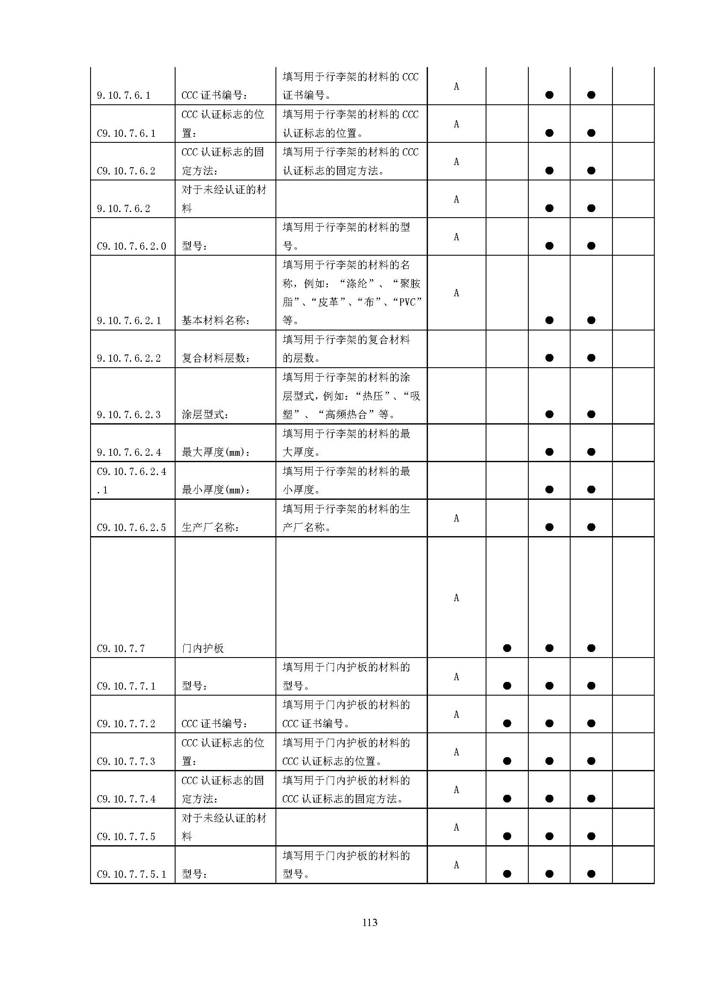 填写用于行李架的材料的 CCC
A
9.10.7.6.1 CCC 证书编号： 证书编号。 ● ●
CCC 认证标志的位 填写用于行李架的材料的 CCC
A
C9.10.7.6.1 置： 认证标志的位置。 ● ●
CCC 认证标志的固 填写用于行李架的材料的 CCC
A
C9.10.7.6.2 定方法： 认证标志的固定方法。 ● ●
对于未经认证的材
A
9.10.7.6.2 料 ● ●
填写用于行李架的材料的型
A
C9.10.7.6.2.0 型号： 号。 ● ●
填写用于行李架的材料的名
称，例如：“涤纶”、“聚胺
A
脂”、“皮革”、“布”、“PVC”
9.10.7.6.2.1 基本材料名称： 等。 ● ●
填写用于行李架的复合材料
9.10.7.6.2.2 复合材料层数： 的层数。 ● ●
填写用于行李架的材料的涂
层型式，例如：“热压”、“吸
9.10.7.6.2.3 涂层型式： 塑”、“高频热合”等。 ● ●
填写用于行李架的材料的最
9.10.7.6.2.4 最大厚度(mm)： 大厚度。 ● ●
C9.10.7.6.2.4 填写用于行李架的材料的最
.1 最小厚度(mm)： 小厚度。 ● ●
填写用于行李架的材料的生
A
C9.10.7.6.2.5 生产厂名称： 产厂名称。 ● ●
A
C9.10.7.7 门内护板 ● ● ●
填写用于门内护板的材料的
A
C9.10.7.7.1 型号： 型号。 ● ● ●
填写用于门内护板的材料的
A
C9.10.7.7.2 CCC 证书编号： CCC 证书编号。 ● ● ●
CCC 认证标志的位 填写用于门内护板的材料的
A
C9.10.7.7.3 置： CCC 认证标志的位置。 ● ● ●
CCC 认证标志的固 填写用于门内护板的材料的
A
C9.10.7.7.4 定方法： CCC 认证标志的固定方法。 ● ● ●
对于未经认证的材
A
C9.10.7.7.5 料 ● ● ●
填写用于门内护板的材料的
A
C9.10.7.7.5.1 型号： 型号。 ● ● ●
113